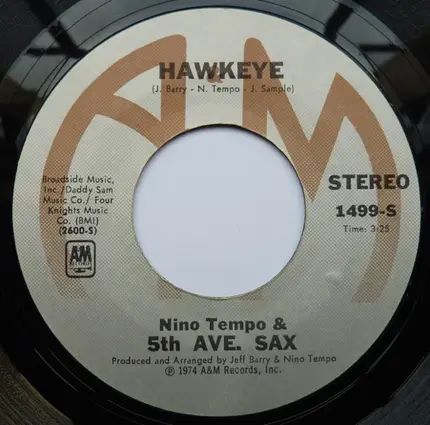 HAWKEYE
(J. Barry - N. Tempo - J. Sample)
Broadside Music,
Inc./Daddy Sam
Music Co./ Four
Knights Music
Co. (BMI)
(2600-S)
A&M
RECORDS
STEREO
1499-S
Time: 3:25
Nino Tempo &
5th AVE. SAX
Produced and Arranged by Jeff Barry & Nino Tempo
℗ 1974 A&M Records, Inc.
A&M